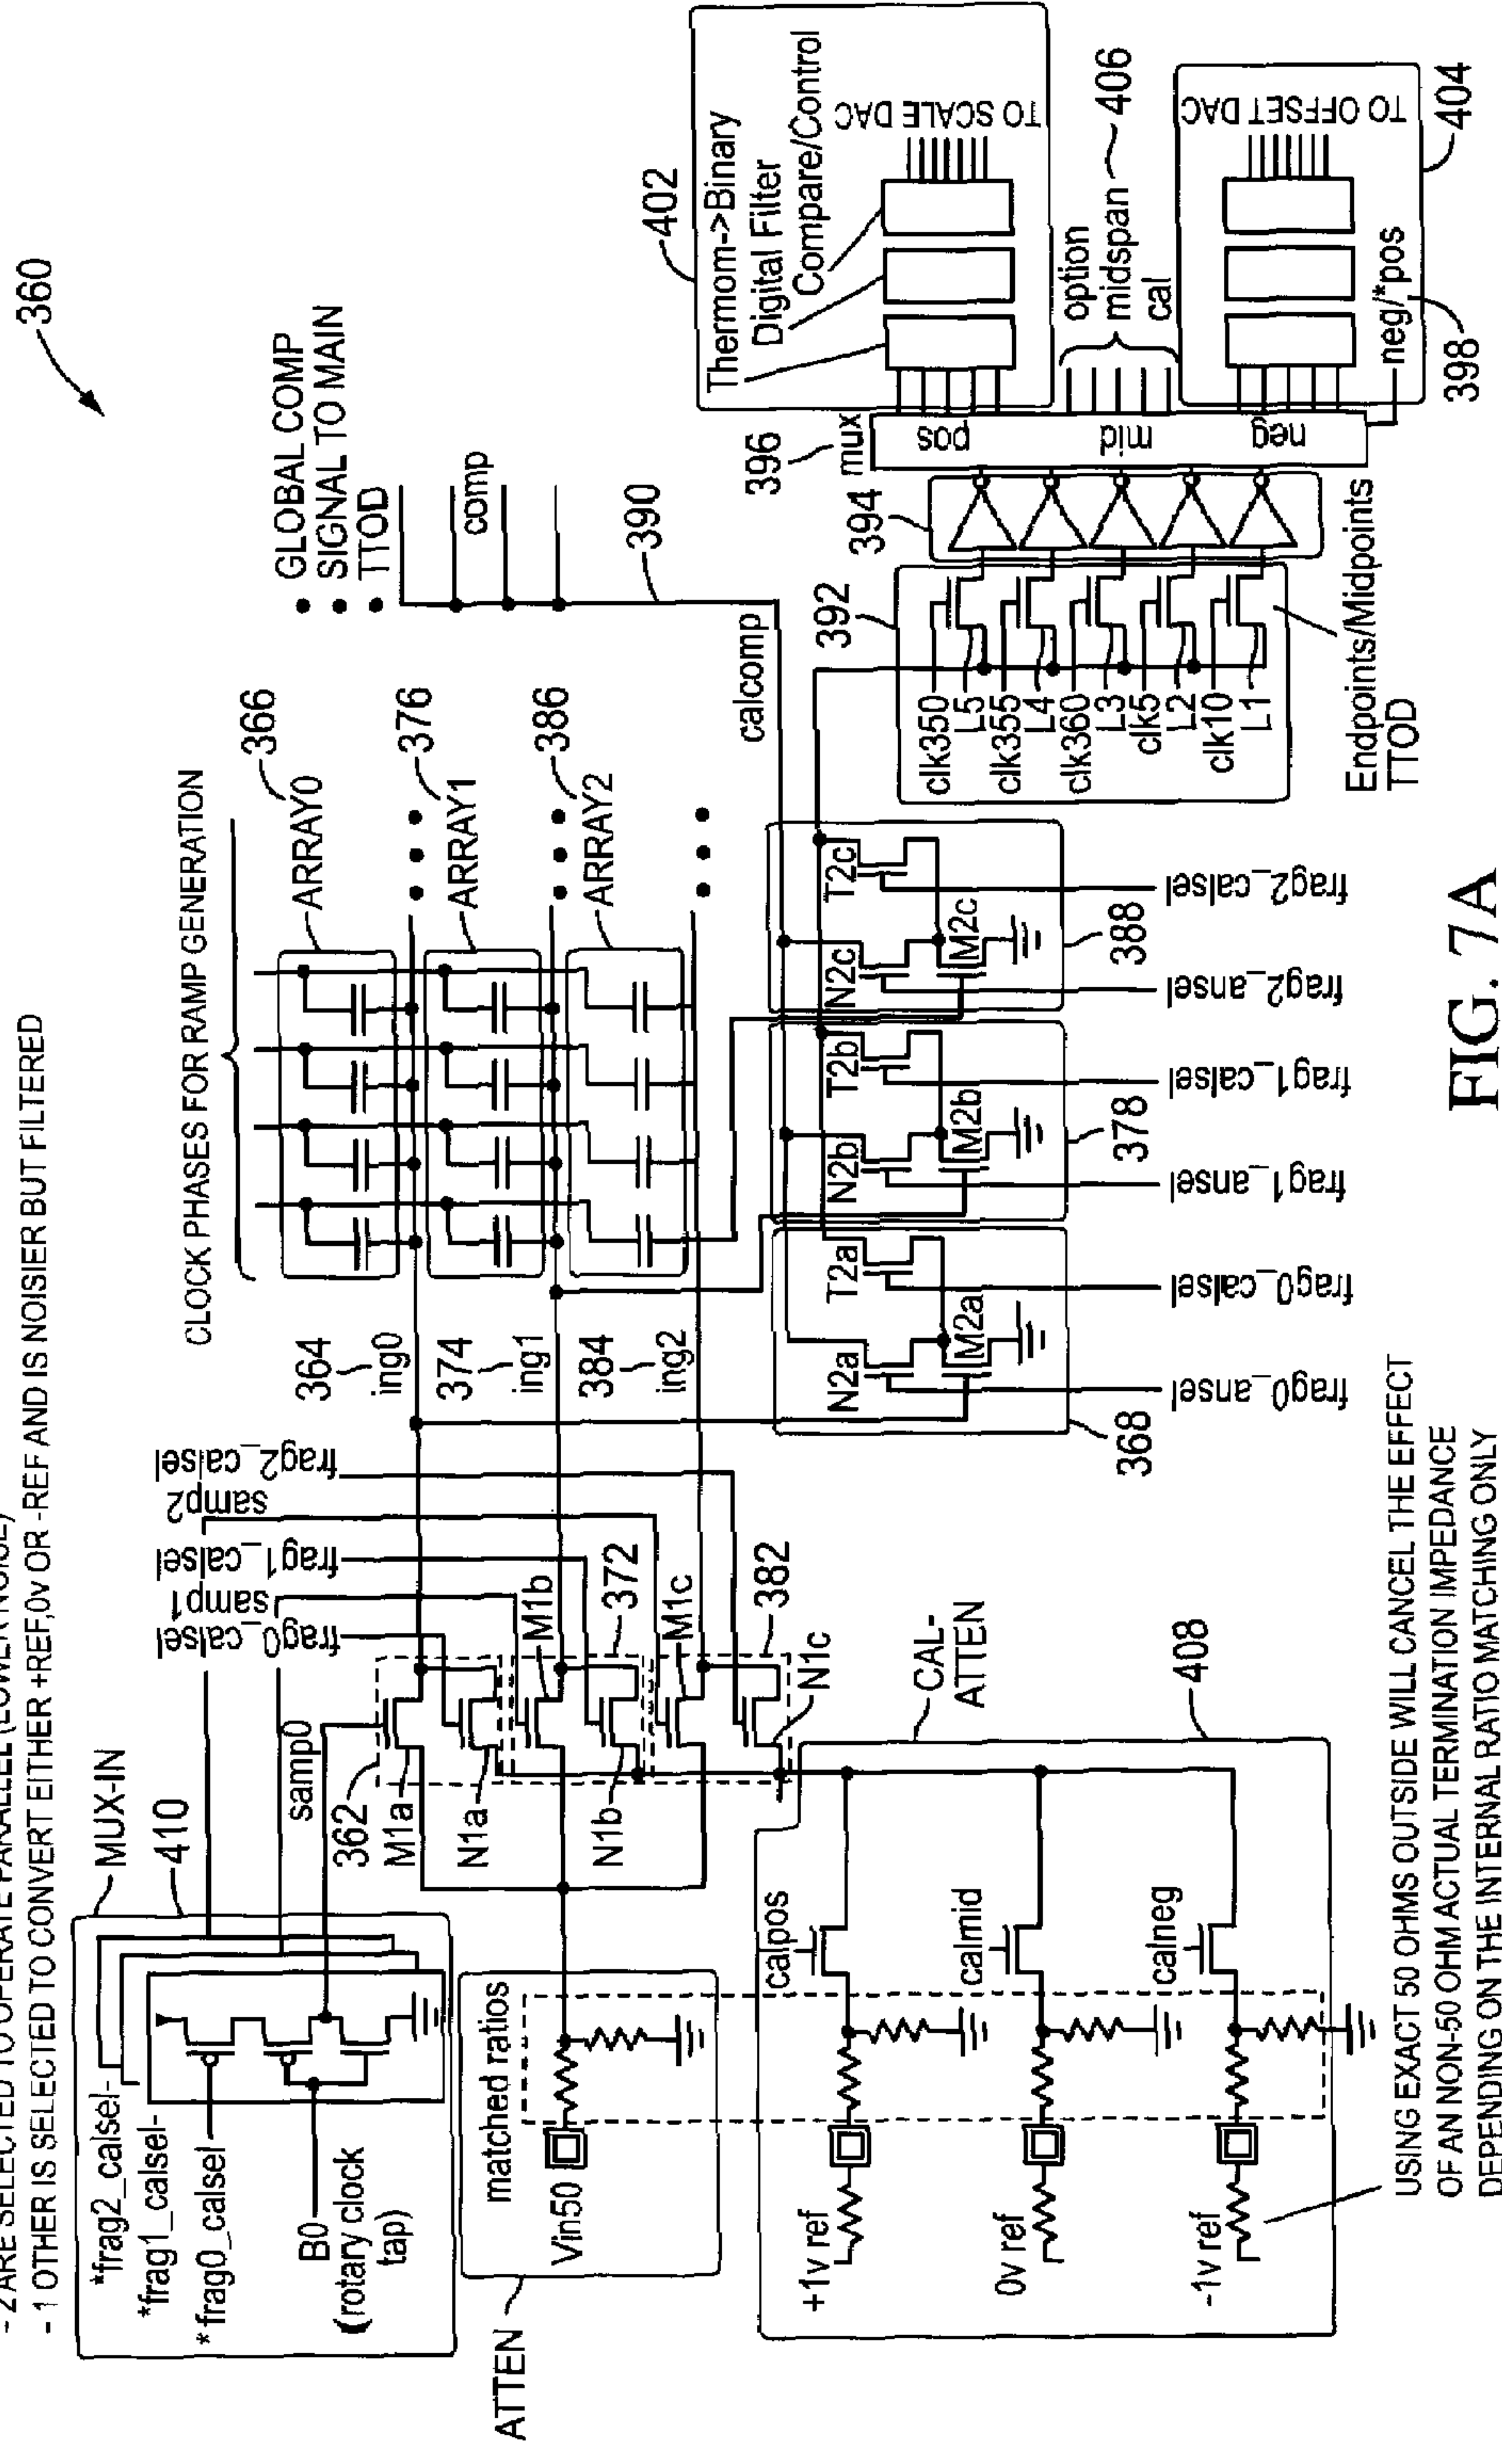 - 2 ARE SELECTED TO OPERATE PARALLEL (LOWER NOISE)
- 1 OTHER IS SELECTED TO CONVERT EITHER +REF,0v OR -REF AND IS NOISIER BUT FILTERED
360
MUX-IN
410
*frag2_calsel
*frag1_calsel
*frag0_calsel
B0
(rotary clock
tap)
samp0
frag0_calsel
samp1
frag1_calsel
samp2
frag2_calsel
CLOCK PHASES FOR RAMP GENERATION
366
ARRAY0
376
ARRAY1
386
ARRAY2
364
ing0
374
ing1
384
ing2
GLOBAL COMP
SIGNAL TO MAIN
TTOD
comp
390
calcomp
ATTEN
matched ratios
Vin50
362
M1a
N1a
M1b
N1b
372
M1c
382
N1c
CAL-
ATTEN
408
calpos
calmid
calneg
+1v ref
0v ref
-1v ref
N2a
T2a
M2a
368
N2b
T2b
M2b
378
N2c
T2c
M2c
388
frag0_ansel
frag0_calsel
frag1_ansel
frag1_calsel
frag2_ansel
frag2_calsel
392
clk350
L5
clk355
L4
clk360
L3
clk5
L2
clk10
L1
Endpoints/Midpoints
TTOD
394
396
mux
pos
mid
neg
402
Thermom->Binary
Digital Filter
Compare/Control
TO SCALE DAC
option
midspan
cal
406
TO OFFSET DAC
404
neg/*pos
398
USING EXACT 50 OHMS OUTSIDE WILL CANCEL THE EFFECT
OF AN NON-50 OHM ACTUAL TERMINATION IMPEDANCE
DEPENDING ON THE INTERNAL RATIO MATCHING ONLY
FIG. 7A